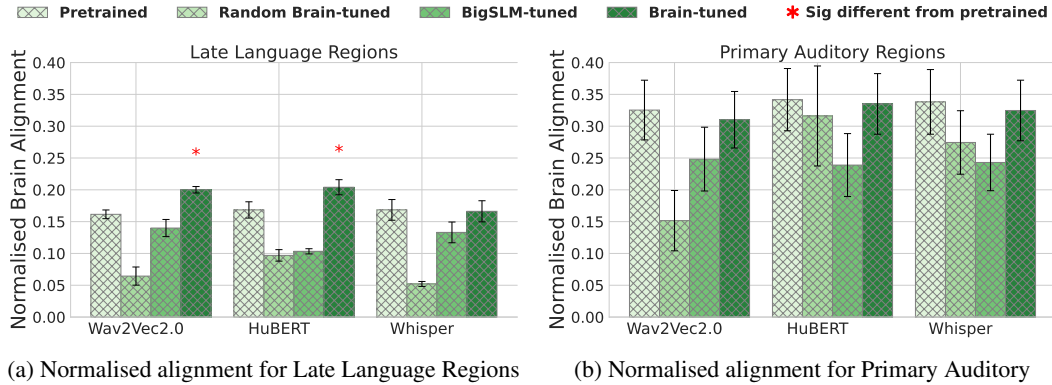 Pretrained Random Brain-tuned BigSLM-tuned Brain-tuned * Sig different from pretrained
Late Language Regions
Normalised Brain Alignment
0.40
0.35
0.30
0.25
0.20
0.15
0.10
0.05
0.00
*
*
Wav2Vec2.0 HuBERT Whisper
(a) Normalised alignment for Late Language Regions
Primary Auditory Regions
Normalised Brain Alignment
0.40
0.35
0.30
0.25
0.20
0.15
0.10
0.05
0.00
Wav2Vec2.0 HuBERT Whisper
(b) Normalised alignment for Primary Auditory